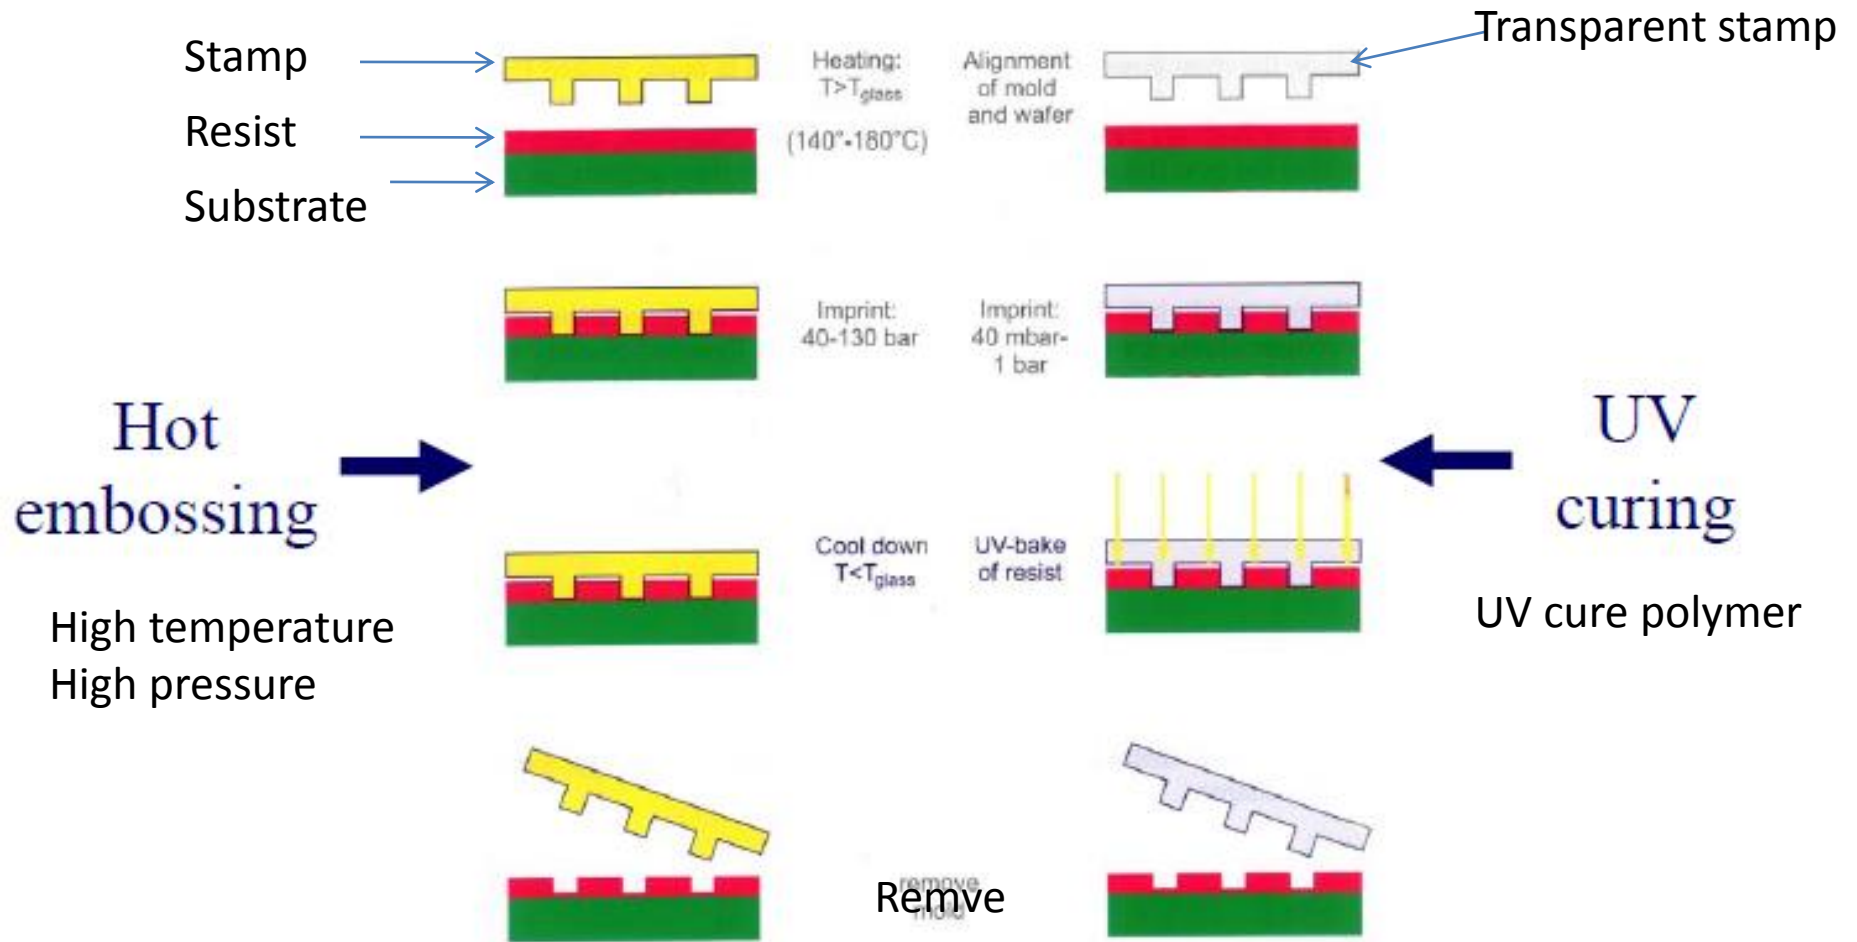 Stamp
Resist
Substrate
Heating:
T>Tglass
(140°-180°C)
Alignment
of mold
and wafer
Transparent stamp
Imprint:
40-130 bar
Imprint:
40 mbar-
1 bar
Hot
embossing
UV
curing
Cool down
T<Tglass
UV-bake
of resist
High temperature
High pressure
UV cure polymer
remove
mold
Remve